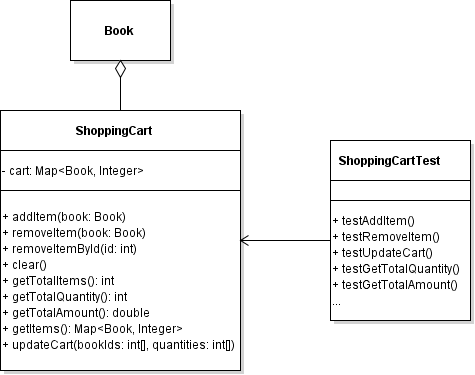 Book
ShoppingCart
- cart: Map<Book, Integer>
+ addItem(book: Book)
+ removeItem(book: Book)
+ removeItemById(id: int)
+ clear()
+ getTotalItems(): int
+ getTotalQuantity(): int
+ getTotalAmount(): double
+ getItems(): Map<Book, Integer>
+ updateCart(bookIds: int[], quantities: int[])
ShoppingCartTest
+ testAddItem()
+ testRemoveItem()
+ testUpdateCart()
+ testGetTotalQuantity()
+ testGetTotalAmount()
...